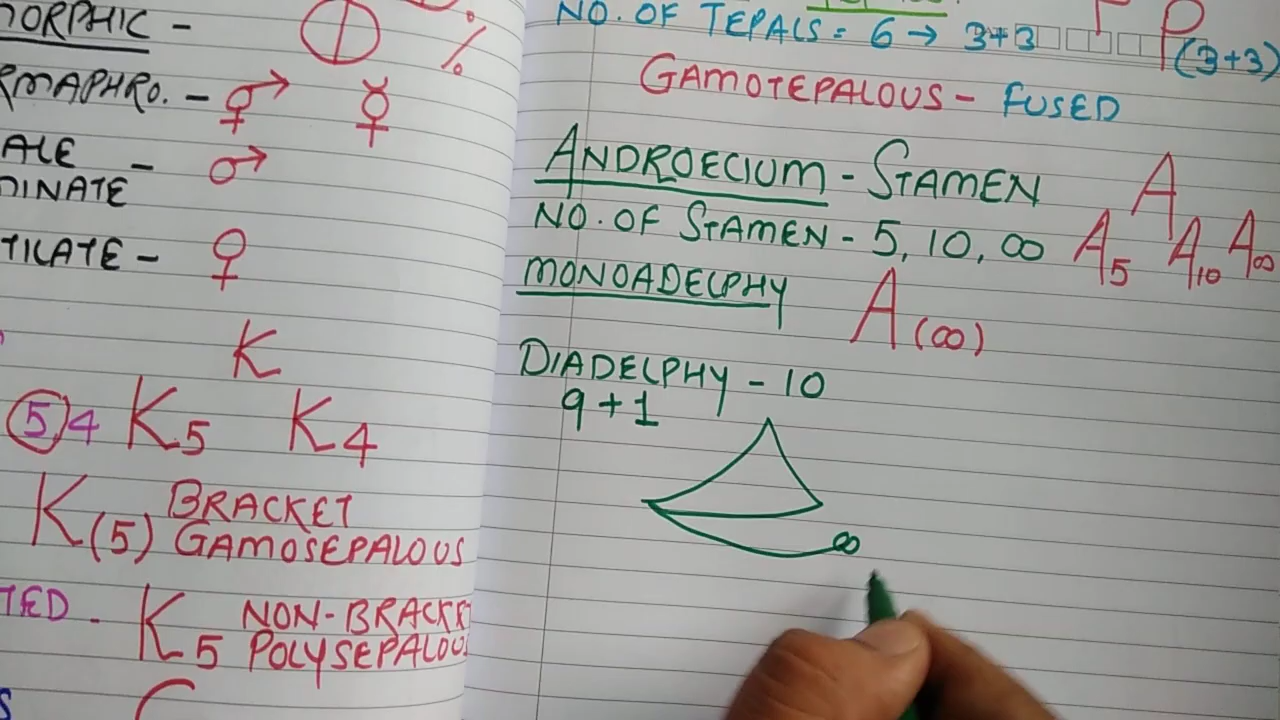 ORPHIC -
RMAPHRO. -
ALE -
INATE
TILATE -
K
5, 4 K5 K4
K(5) BRACKET
GAMOSEPALOUS
TED - K5 NON-BRACKET
POLYSEPALOU
NO. OF TEPALS = 6 → 3+3 P(3+3)
GAMOTEPALOUS - FUSED
ANDROECIUM - STAMEN A
NO. OF STAMEN - 5, 10, ∞ A5 A10 A∞
MONOADELPHY A(∞)
DIADELPHY - 10
9 + 1